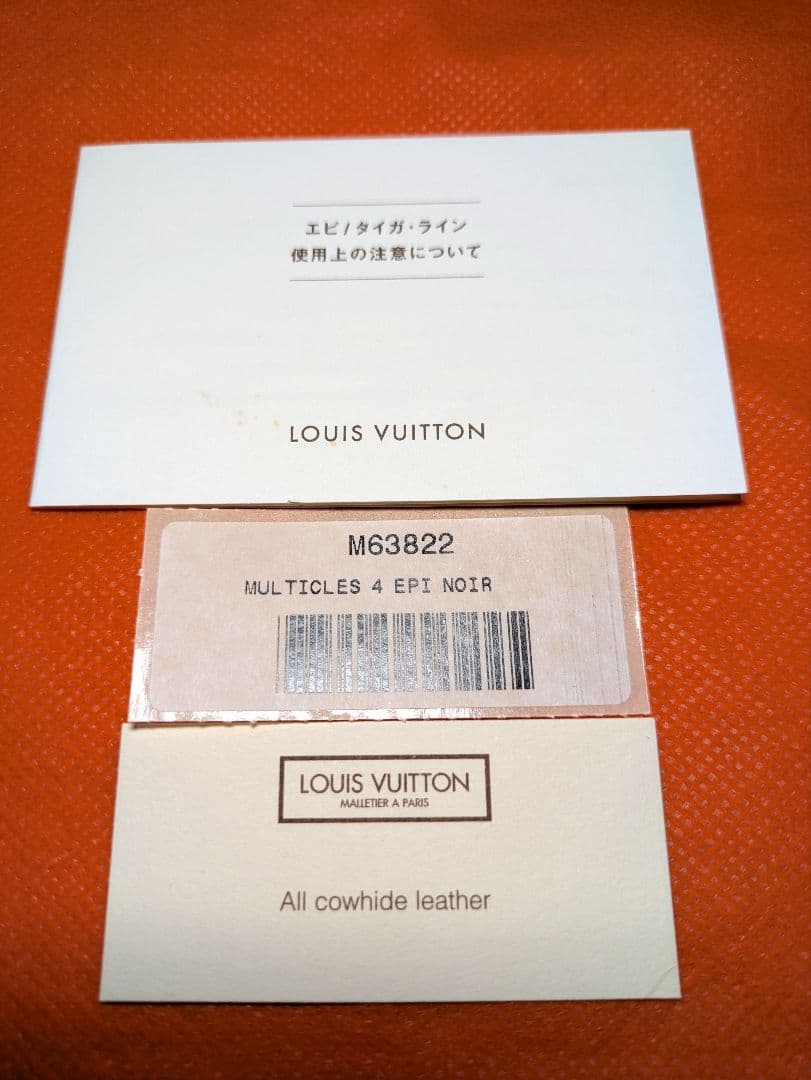 エピ/タイガ・ライン
使用上の注意について
LOUIS VUITTON
M63822
MULTICLES 4 EPI NOIR
LOUIS VUITTON
MALLETIER A PARIS
All cowhide leather